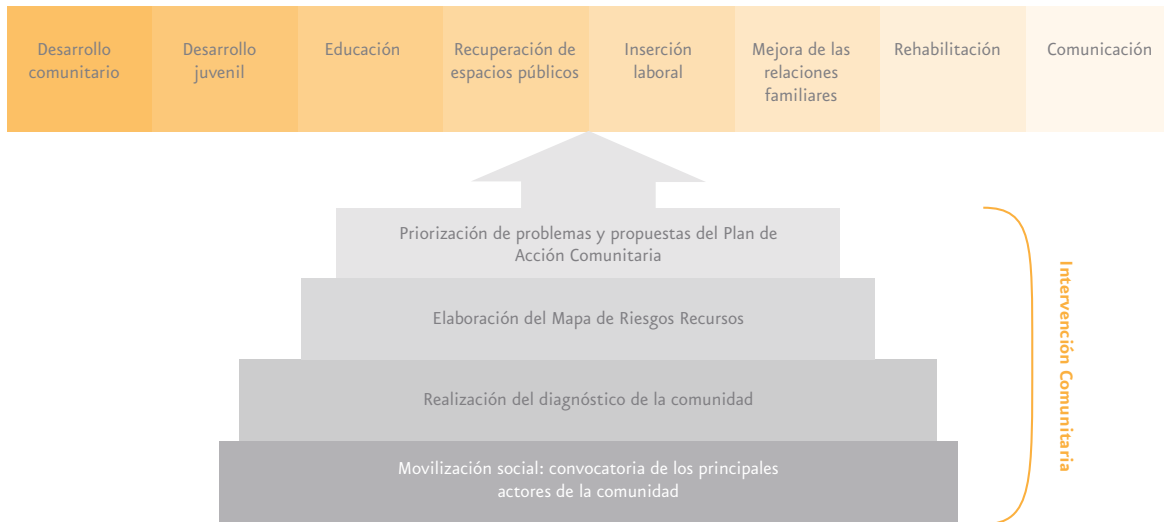 Desarrollo
comunitario
Desarrollo
juvenil
Educación
Recuperación de
espacios públicos
Inserción
laboral
Mejora de las
relaciones
familiares
Rehabilitación
Comunicación
Priorización de problemas y propuestas del Plan de
Acción Comunitaria
Elaboración del Mapa de Riesgos Recursos
Realización del diagnóstico de la comunidad
Movilización social: convocatoria de los principales
actores de la comunidad
Intervención Comunitaria